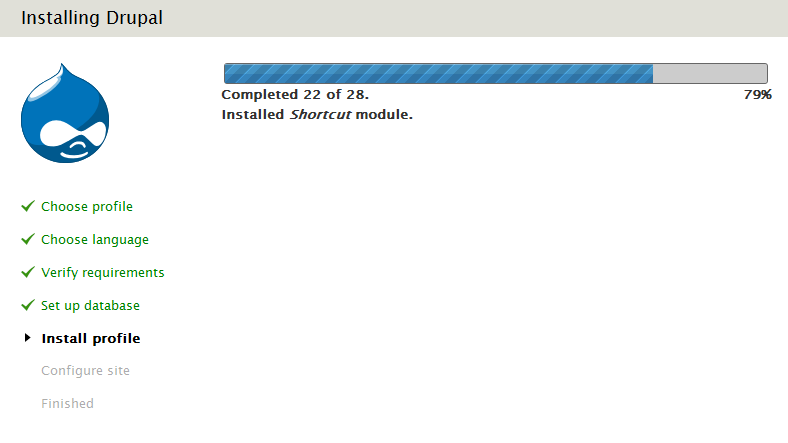 Installing Drupal
Completed 22 of 28.
79%
Installed Shortcut module.
Choose profile
Choose language
Verify requirements
Set up database
Install profile
Configure site
Finished